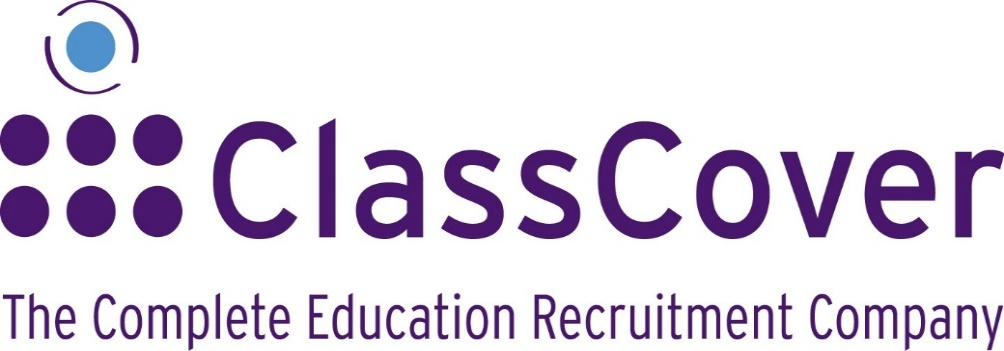 ClassCover
The Complete Education Recruitment Company